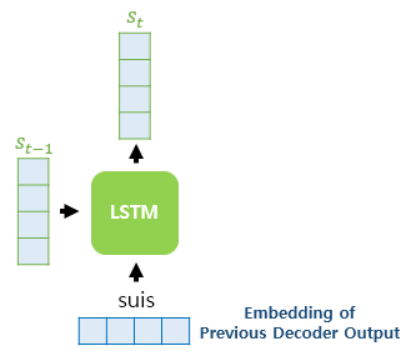 s_t
s_{t-1}
LSTM
suis
Embedding of
Previous Decoder Output